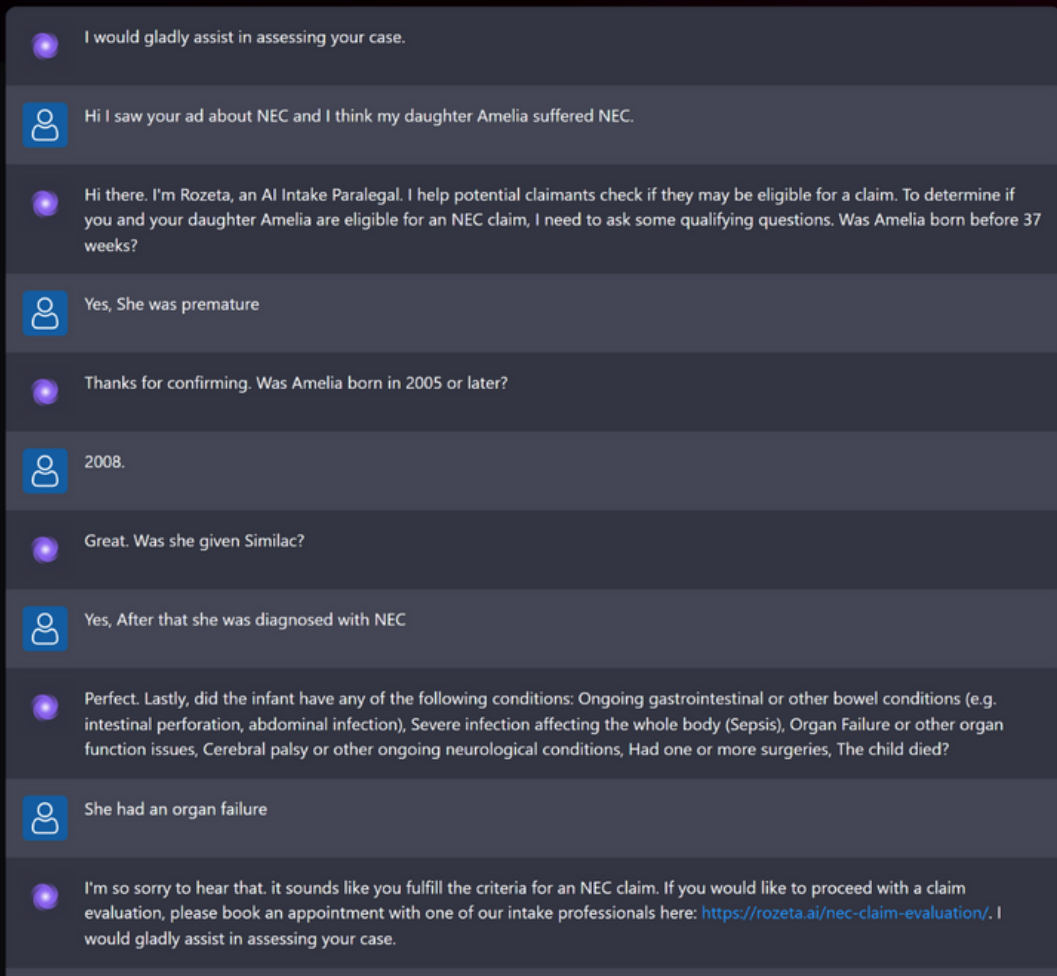 I would gladly assist in assessing your case.
Hi I saw your ad about NEC and I think my daughter Amelia suffered NEC.
Hi there. I'm Rozeta, an AI Intake Paralegal. I help potential claimants check if they may be eligible for a claim. To determine if
you and your daughter Amelia are eligible for an NEC claim, I need to ask some qualifying questions. Was Amelia born before 37
weeks?
Yes, She was premature
Thanks for confirming. Was Amelia born in 2005 or later?
2008.
Great. Was she given Similac?
Yes, After that she was diagnosed with NEC
Perfect. Lastly, did the infant have any of the following conditions: Ongoing gastrointestinal or other bowel conditions (e.g.
intestinal perforation, abdominal infection), Severe infection affecting the whole body (Sepsis), Organ Failure or other organ
function issues, Cerebral palsy or other ongoing neurological conditions, Had one or more surgeries, The child died?
She had an organ failure
I'm so sorry to hear that. it sounds like you fulfill the criteria for an NEC claim. If you would like to proceed with a claim
evaluation, please book an appointment with one of our intake professionals here: https://rozeta.ai/nec-claim-evaluation/. I
would gladly assist in assessing your case.